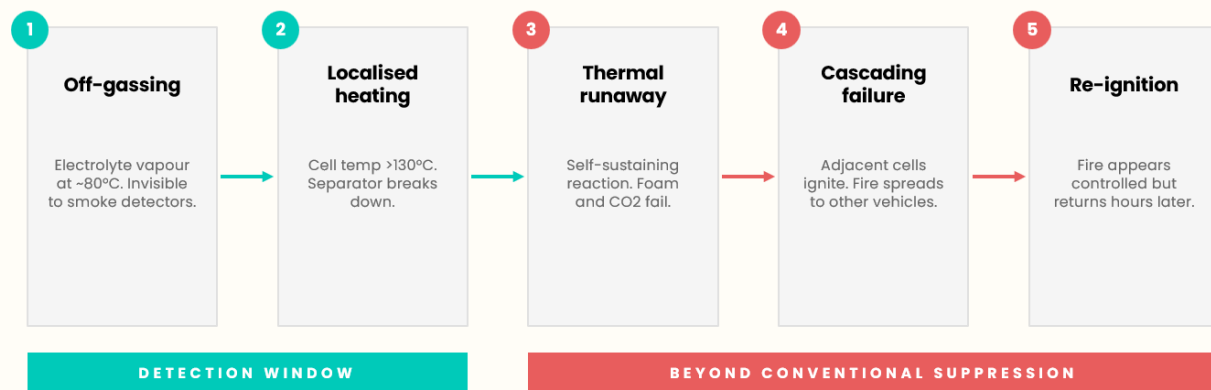 1
Off-gassing
Electrolyte vapour
at ~80°C. Invisible
to smoke detectors.
2
Localised
heating
Cell temp >130°C.
Separator breaks
down.
3
Thermal
runaway
Self-sustaining
reaction. Foam
and CO2 fail.
4
Cascading
failure
Adjacent cells
ignite. Fire spreads
to other vehicles.
5
Re-ignition
Fire appears
controlled but
returns hours later.
DETECTION WINDOW
BEYOND CONVENTIONAL SUPPRESSION